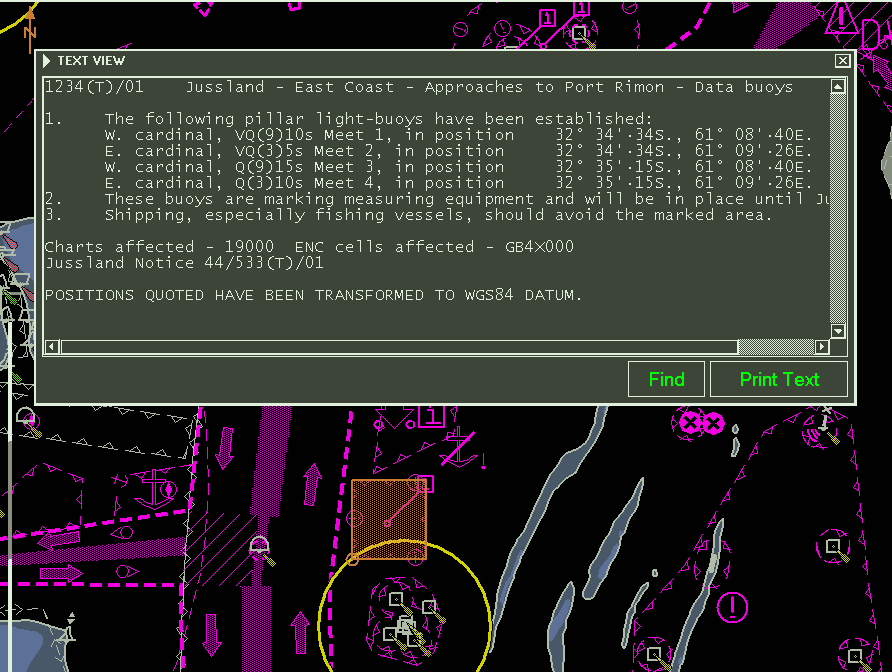 N
1
1
D
TEXT VIEW
1234(T)/01 Jussland - East Coast - Approaches to Port Rimon - Data buoys
1. The following pillar light-buoys have been established:
W. cardinal, VQ(9)10s Meet 1, in position 32° 34'·34S., 61° 08'·40E.
E. cardinal, VQ(3)5s Meet 2, in position 32° 34'·34S., 61° 09'·26E.
W. cardinal, Q(9)15s Meet 3, in position 32° 35'·15S., 61° 08'·40E.
E. cardinal, Q(3)10s Meet 4, in position 32° 35'·15S., 61° 09'·26E.
2. These buoys are marking measuring equipment and will be in place until
3. Shipping, especially fishing vessels, should avoid the marked area.
Charts affected - 19000 ENC cells affected - GB4X000
Jussland Notice 44/533(T)/01
POSITIONS QUOTED HAVE BEEN TRANSFORMED TO WGS84 DATUM.
Find Print Text